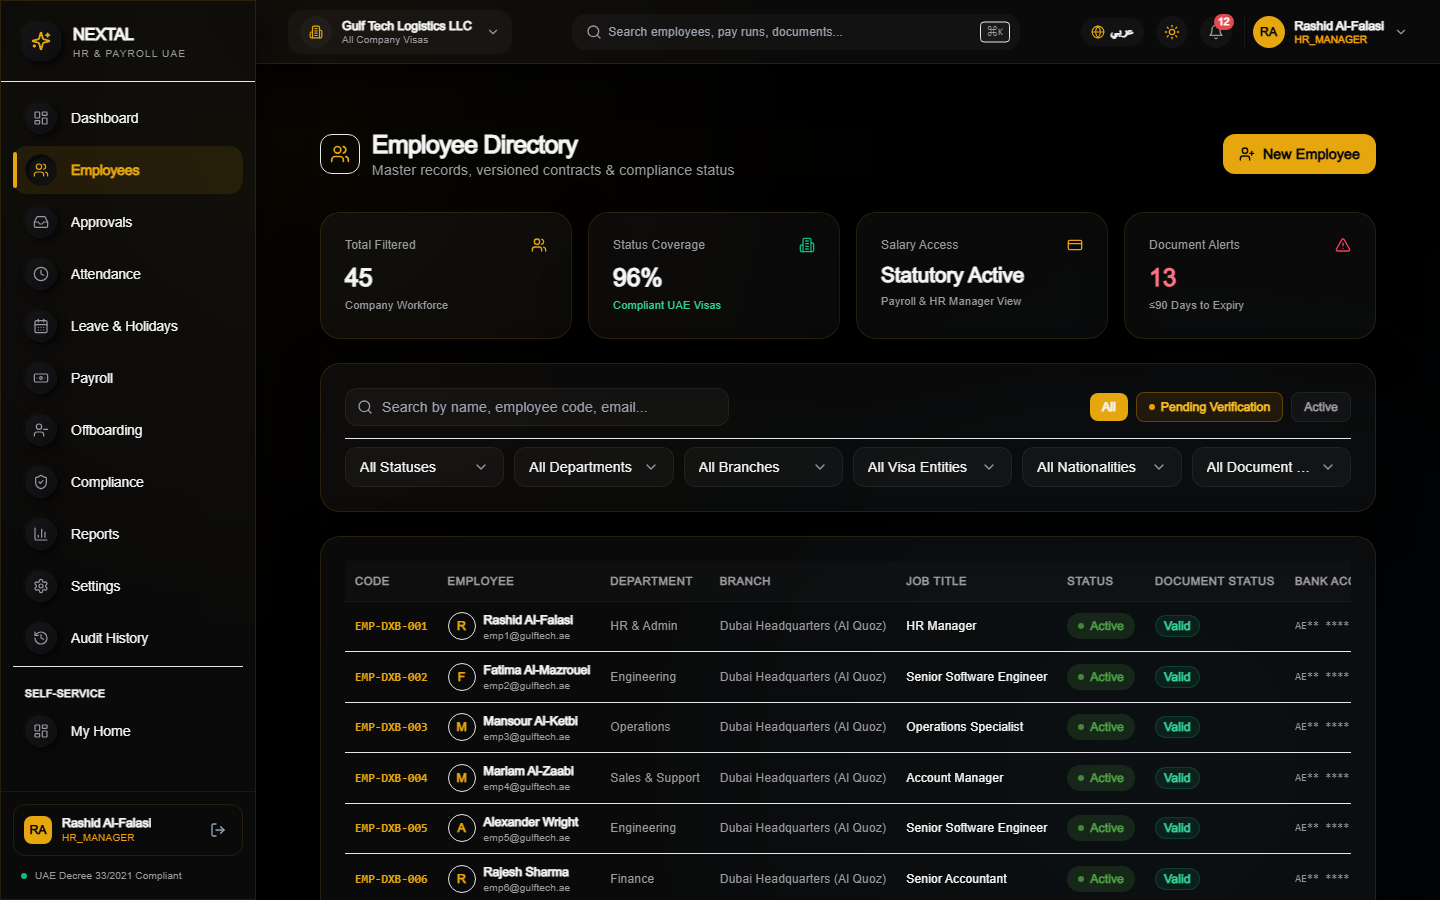 NEXTAL
HR & PAYROLL UAE
Gulf Tech Logistics LLC
All Company Visas
Search employees, pay runs, documents...
⌘K
عربي
12
RA
Rashid Al-Falasi
HR_MANAGER
Dashboard
Employees
Approvals
Attendance
Leave & Holidays
Payroll
Offboarding
Compliance
Reports
Settings
Audit History
SELF-SERVICE
My Home
RA
Rashid Al-Falasi
HR_MANAGER
UAE Decree 33/2021 Compliant
Employee Directory
Master records, versioned contracts & compliance status
New Employee
Total Filtered
45
Company Workforce
Status Coverage
96%
Compliant UAE Visas
Salary Access
Statutory Active
Payroll & HR Manager View
Document Alerts
13
≤90 Days to Expiry
Search by name, employee code, email...
All
Pending Verification
Active
All Statuses
All Departments
All Branches
All Visa Entities
All Nationalities
All Document ...
CODE EMPLOYEE DEPARTMENT BRANCH JOB TITLE STATUS DOCUMENT STATUS BANK ACC
EMP-DXB-001 R Rashid Al-Falasi HR & Admin Dubai Headquarters (Al Quoz) HR Manager Active Valid AE** ****
emp1@gulftech.ae
EMP-DXB-002 F Fatima Al-Mazrouei Engineering Dubai Headquarters (Al Quoz) Senior Software Engineer Active Valid AE** ****
emp2@gulftech.ae
EMP-DXB-003 M Mansour Al-Ketbi Operations Dubai Headquarters (Al Quoz) Operations Specialist Active Valid AE** ****
emp3@gulftech.ae
EMP-DXB-004 M Mariam Al-Zaabi Sales & Support Dubai Headquarters (Al Quoz) Account Manager Active Valid AE** ****
emp4@gulftech.ae
EMP-DXB-005 A Alexander Wright Engineering Dubai Headquarters (Al Quoz) Senior Software Engineer Active Valid AE** ****
emp5@gulftech.ae
EMP-DXB-006 R Rajesh Sharma Finance Dubai Headquarters (Al Quoz) Senior Accountant Active Valid AE** ****
emp6@gulftech.ae